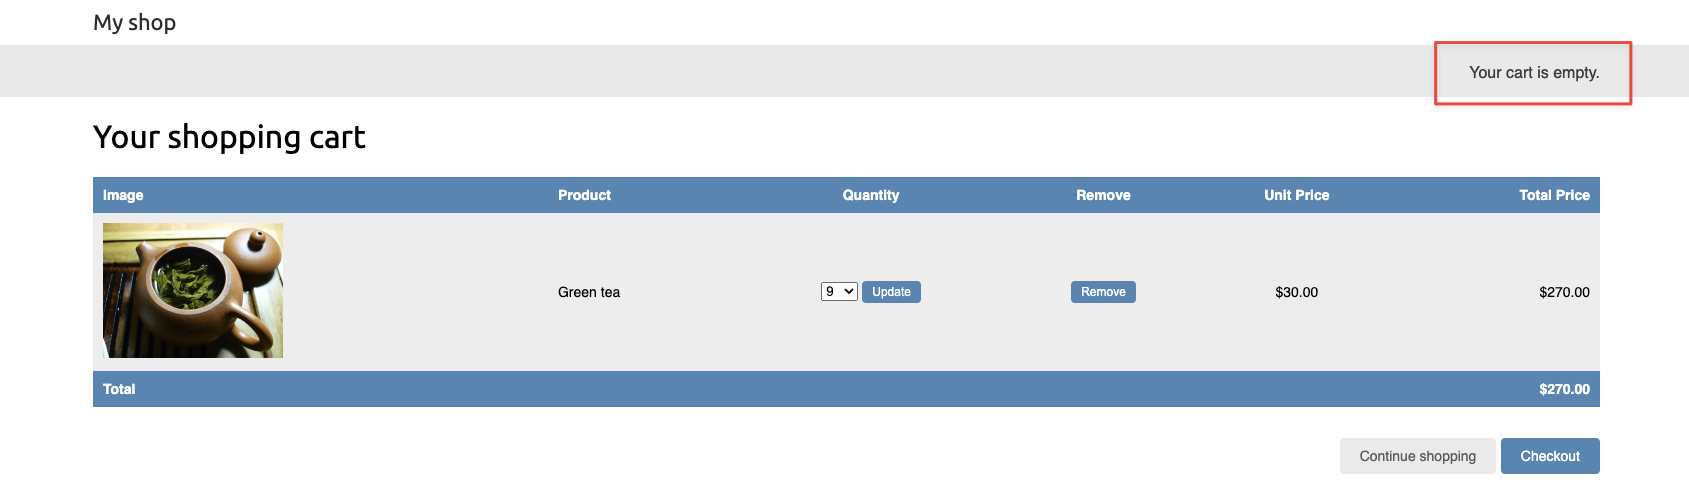 My shop
Your cart is empty.
Your shopping cart
Image Product Quantity Remove Unit Price Total Price
Green tea 9 Update Remove $30.00 $270.00
Total $270.00
Continue shopping Checkout